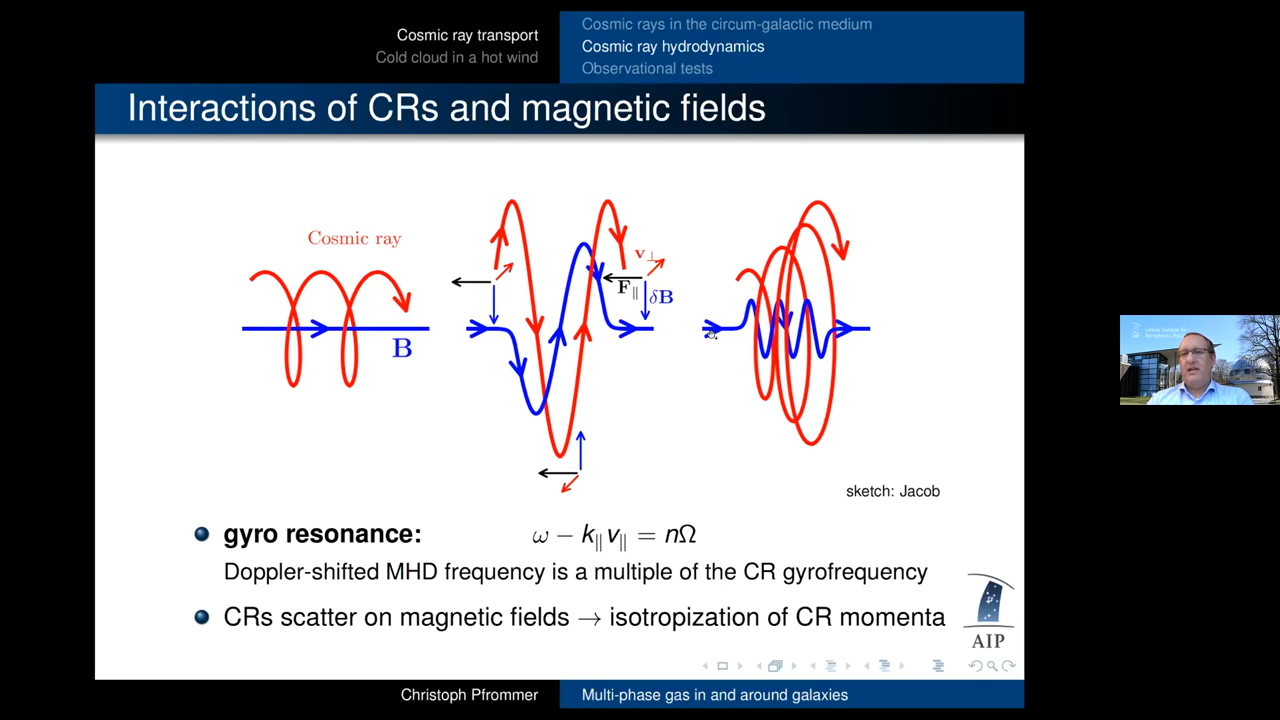 Cosmic ray transport
Cold cloud in a hot wind
Cosmic rays in the circum-galactic medium
Cosmic ray hydrodynamics
Observational tests
Interactions of CRs and magnetic fields
Cosmic ray
B
v⊥
F∥
δB
sketch: Jacob
gyro resonance: ω − k∥v∥ = nΩ
Doppler-shifted MHD frequency is a multiple of the CR gyrofrequency
CRs scatter on magnetic fields → isotropization of CR momenta
AIP
Christoph Pfrommer
Multi-phase gas in and around galaxies